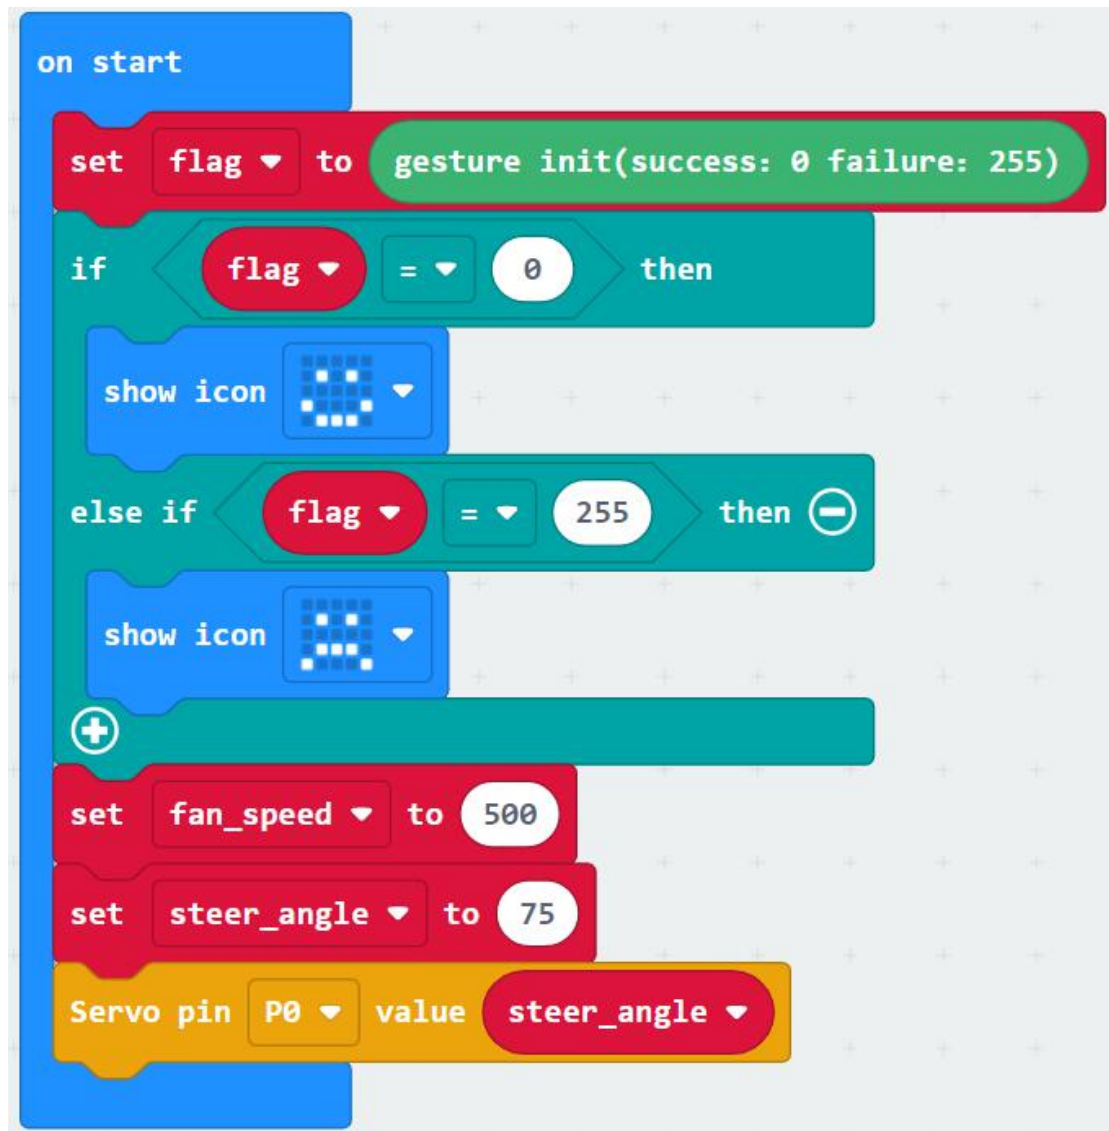 on start
set flag to gesture init(success: 0 failure: 255)
if flag = 0 then
show icon
else if flag = 255 then
show icon
set fan_speed to 500
set steer_angle to 75
Servo pin P0 value steer_angle